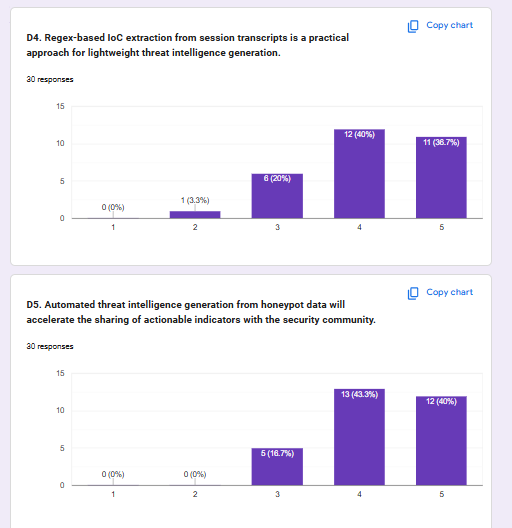 Copy chart
D4. Regex-based IoC extraction from session transcripts is a practical
approach for lightweight threat intelligence generation.
30 responses
15
12 (40%)
11 (36.7%)
10
6 (20%)
5
1 (3.3%)
0 (0%)
0
1 2 3 4 5
Copy chart
D5. Automated threat intelligence generation from honeypot data will
accelerate the sharing of actionable indicators with the security community.
30 responses
15
13 (43.3%)
12 (40%)
10
5 (16.7%)
5
0 (0%) 0 (0%)
0
1 2 3 4 5